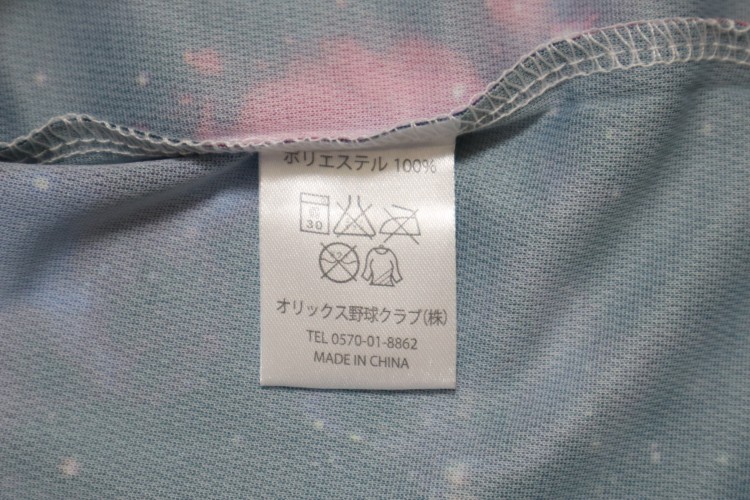 ポリエステル 100%
30
オリックス野球クラブ(株)
TEL 0570-01-8862
MADE IN CHINA